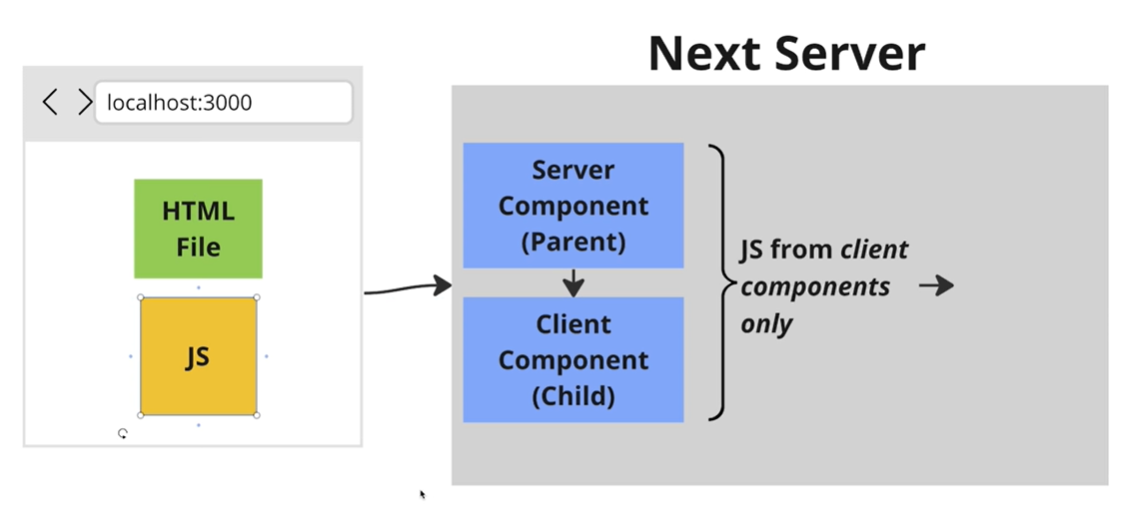 Next Server
localhost:3000
HTML
File
JS
Server
Component
(Parent)
Client
Component
(Child)
JS from client
components
only